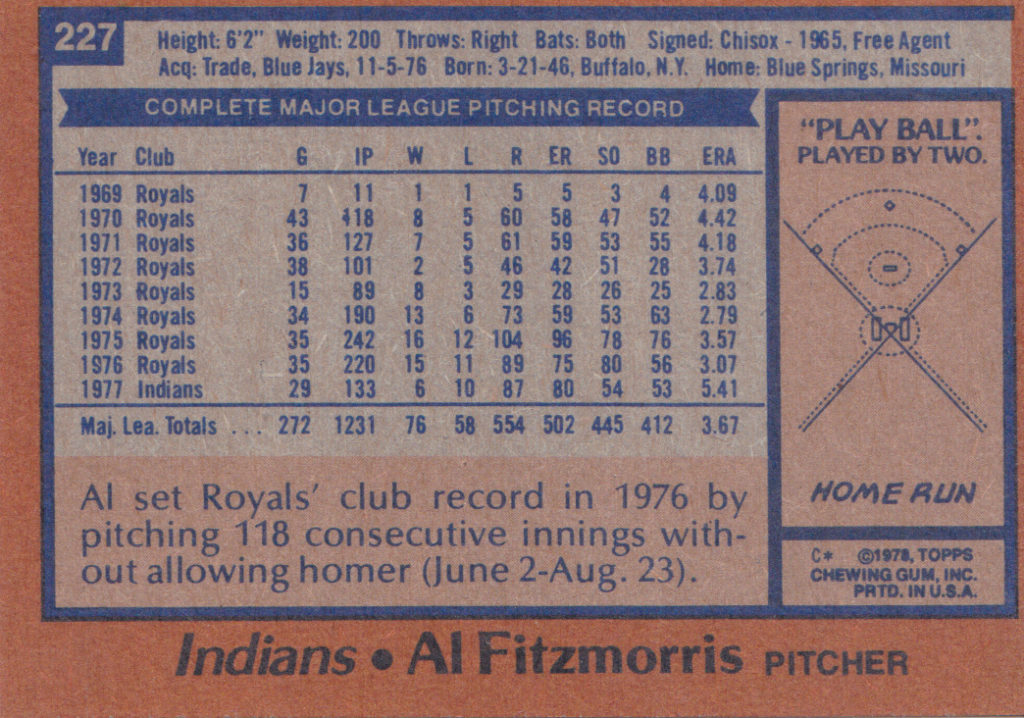 227
Height: 6'2" Weight: 200 Throws: Right Bats: Both Signed: Chisox - 1965, Free Agent
Acq: Trade, Blue Jays, 11-5-76 Born: 3-21-46, Buffalo, N.Y. Home: Blue Springs, Missouri
COMPLETE MAJOR LEAGUE PITCHING RECORD
Year Club G IP W L R ER SO BB ERA
1969 Royals 7 11 1 1 5 5 3 4 4.09
1970 Royals 43 118 8 5 60 58 47 52 4.42
1971 Royals 36 127 7 5 61 59 53 55 4.18
1972 Royals 38 101 2 5 46 42 51 28 3.74
1973 Royals 15 89 8 3 29 28 26 25 2.83
1974 Royals 34 190 13 6 73 59 53 63 2.79
1975 Royals 35 242 16 12 104 96 78 76 3.57
1976 Royals 35 220 15 11 89 75 80 56 3.07
1977 Indians 29 133 6 10 87 80 54 53 5.41
Maj. Lea. Totals . . . 272 1231 76 58 554 502 445 412 3.67
Al set Royals' club record in 1976 by
pitching 118 consecutive innings with-
out allowing homer (June 2-Aug. 23).
"PLAY BALL".
PLAYED BY TWO.
HOME RUN
C* ©1978, TOPPS
CHEWING GUM, INC.
PRTD. IN U.S.A.
Indians • Al Fitzmorris PITCHER